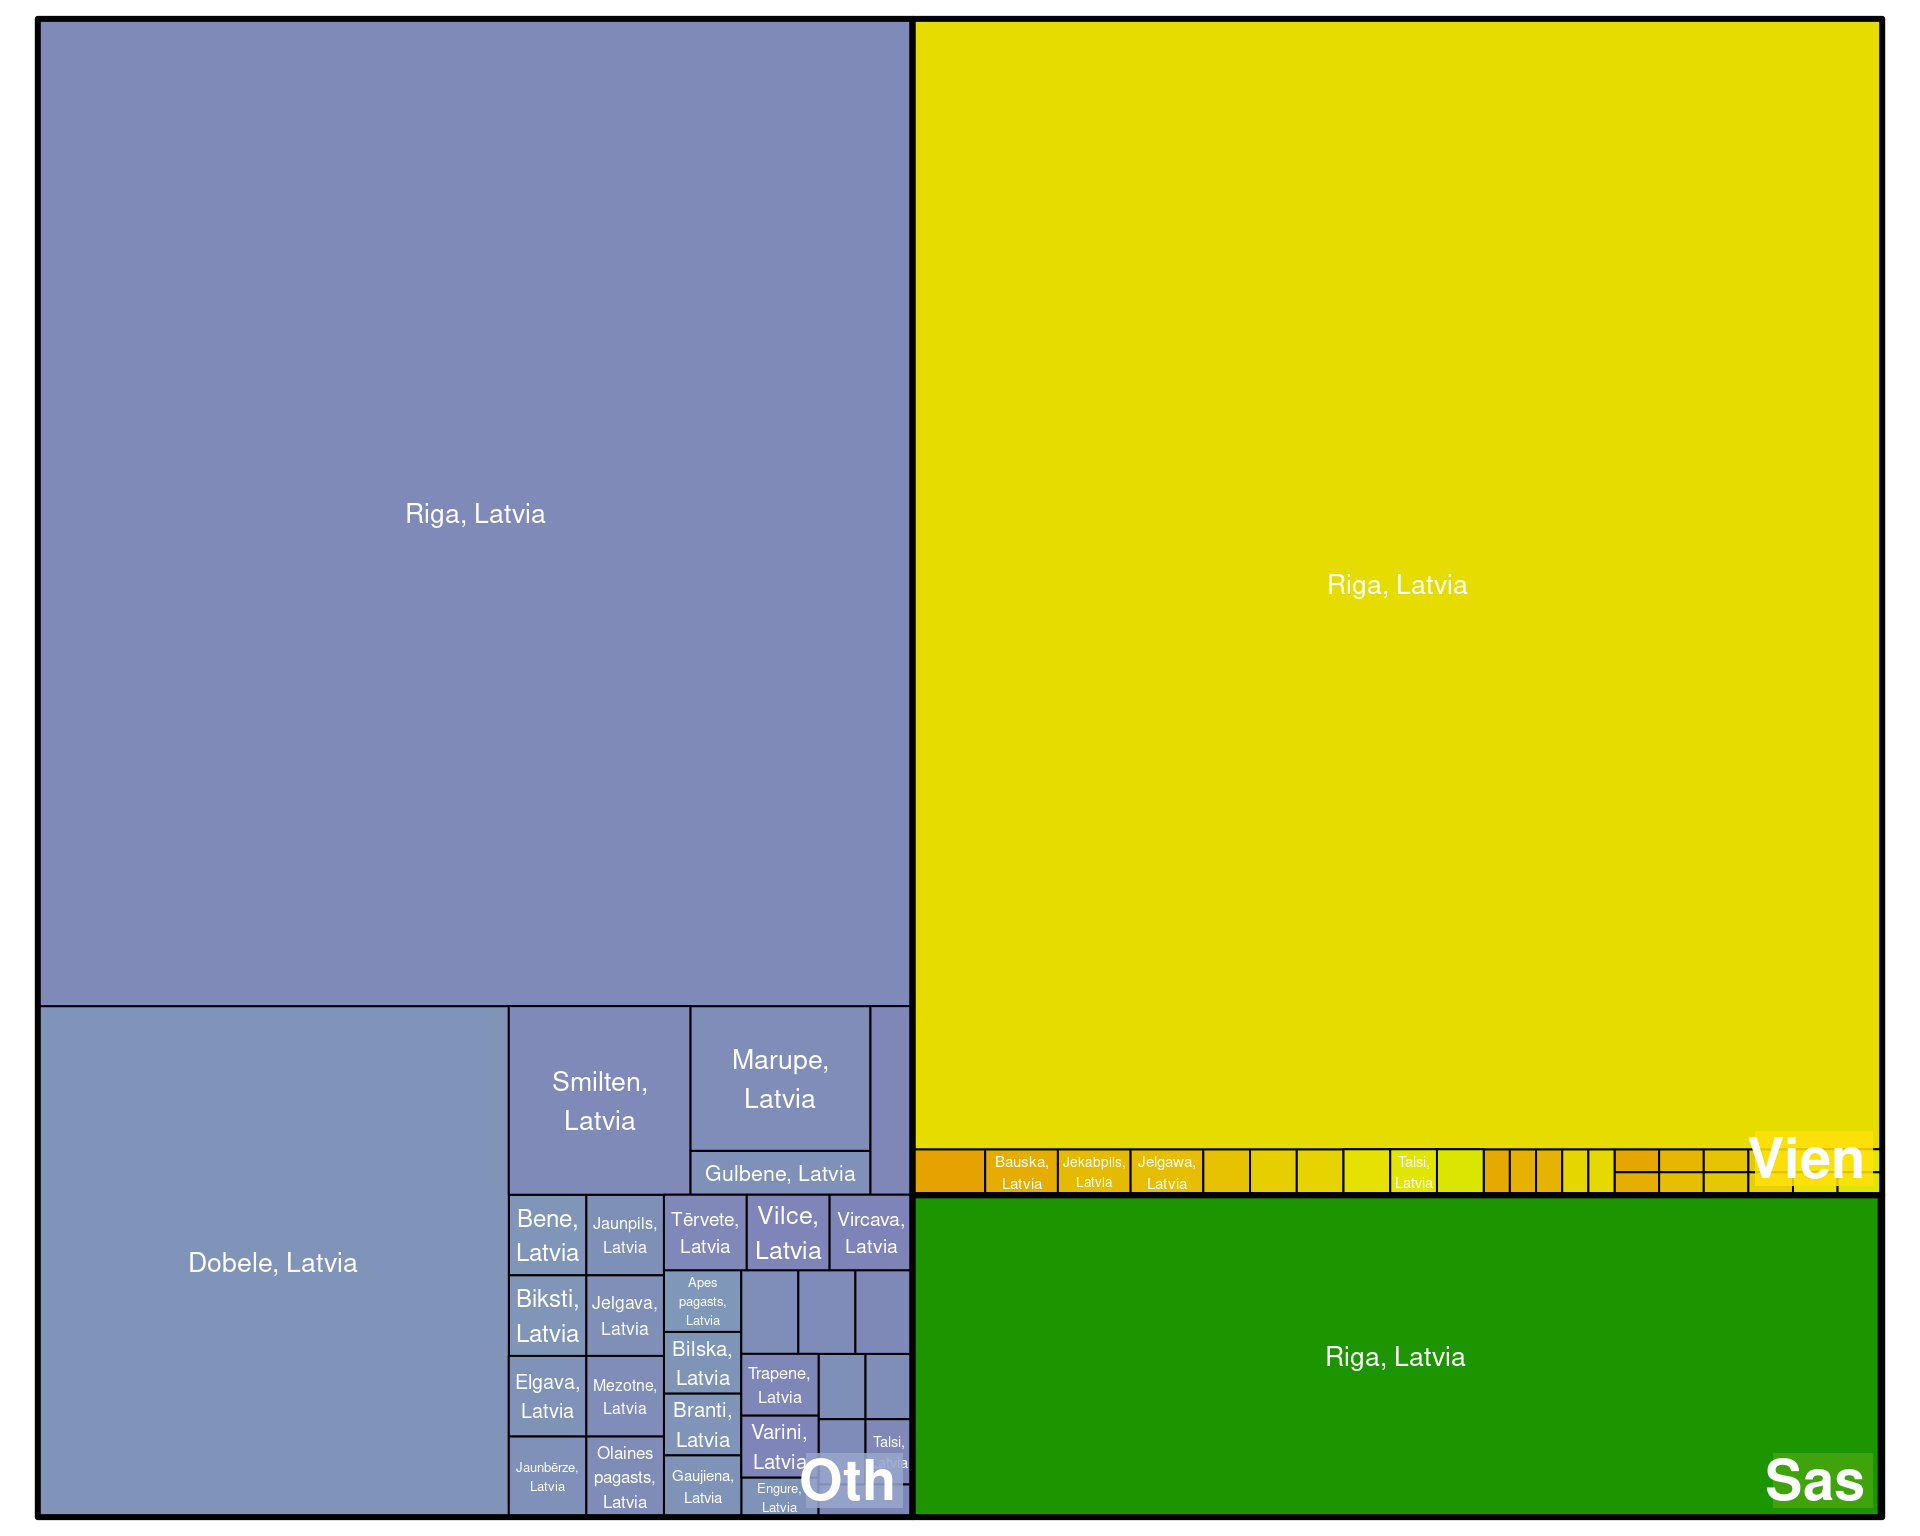 Riga, Latvia
Dobele, Latvia
Smilten,
Latvia
Marupe,
Latvia
Gulbene, Latvia
Bene,
Latvia
Jaunpils,
Latvia
Tērvete,
Latvia
Vilce,
Latvia
Vircava,
Latvia
Biksti,
Latvia
Jelgava,
Latvia
Apes
pagasts,
Latvia
Bilska,
Latvia
Elgava,
Latvia
Mezotne,
Latvia
Branti,
Latvia
Trapene,
Latvia
Varini,
Latvia
Jaunbērze,
Latvia
Olaines
pagasts,
Latvia
Gaujiena,
Latvia
Engure,
Latvia
Talsi,
Latvia
Oth
Riga, Latvia
Bauska,
Latvia
Jekabpils,
Latvia
Jelgawa,
Latvia
Talsi,
Latvia
Vien
Riga, Latvia
Sas